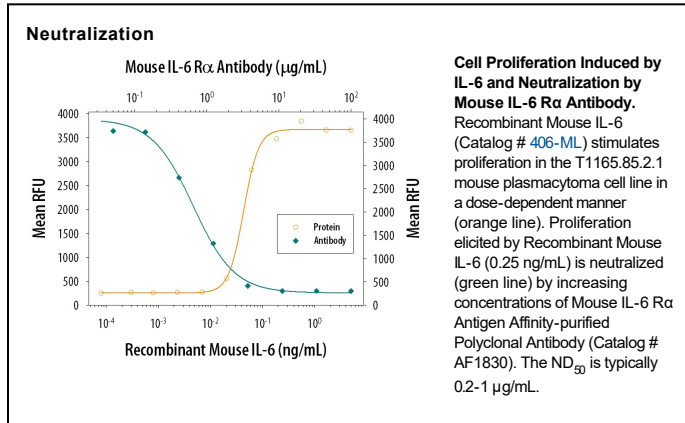 Neutralization
Mouse IL-6 Rα Antibody (µg/mL)
10⁻¹ 10⁰ 10¹ 10²
4000 3500 3000 2500 2000 1500 1000 500 0
Mean RFU
4000 3500 3000 2500 2000 1500 1000 500 0
Mean RFU
Protein
Antibody
10⁻⁴ 10⁻³ 10⁻² 10⁻¹ 10⁰
Recombinant Mouse IL-6 (ng/mL)
Cell Proliferation Induced by
IL-6 and Neutralization by
Mouse IL-6 Rα Antibody.
Recombinant Mouse IL-6
(Catalog # 406-ML) stimulates
proliferation in the T1165.85.2.1
mouse plasmacytoma cell line in
a dose-dependent manner
(orange line). Proliferation
elicited by Recombinant Mouse
IL-6 (0.25 ng/mL) is neutralized
(green line) by increasing
concentrations of Mouse IL-6 Rα
Antigen Affinity-purified
Polyclonal Antibody (Catalog #
AF1830). The ND₅₀ is typically
0.2-1 µg/mL.